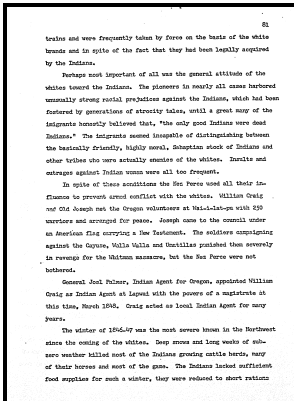 81
trains and were frequently taken by force on the basis of the white
brands and in spite of the fact that they had been legally acquired
by the Indians.
Perhaps most important of all was the general attitude of the
whites toward the Indians. The pioneers in nearly all cases harbored
unusually strong racial prejudices against the Indians, which had been
fostered by generations of atrocity tales, until a great many of the
imigrants honestly believed that, "the only good Indians were dead
Indians." The imigrants seemed incapable of distinguishing between
the basically friendly, highly moral, Sahaptian stock of Indians and
other tribes who were actually enemies of the whites. Insults and
outrages against Indian women were all too frequent.
In spite of these conditions the Nez Perce used all their in-
fluence to prevent armed conflict with the whites. William Craig
and Old Joseph met the Oregon volunteers at Wai-i-lat-pu with 250
warriors and arranged for peace. Joseph came to the council under
an American flag carrying a New Testament. The soldiers campaigning
against the Cayuse, Walla Walla and Umatillas punished them severely
in revenge for the Whitman massacre, but the Nez Perce were not
bothered.
General Joel Palmer, Indian Agent for Oregon, appointed William
Craig as Indian Agent at Lapwai with the powers of a magistrate at
this time, March 1848. Craig acted as local Indian Agent for many
years.
The winter of 1846-47 was the most severe known in the Northwest
since the coming of the whites. Deep snows and long weeks of sub-
zero weather killed most of the Indians growing cattle herds, many
of their horses and most of the game. The Indians lacked sufficient
food supplies for such a winter, they were reduced to short rations